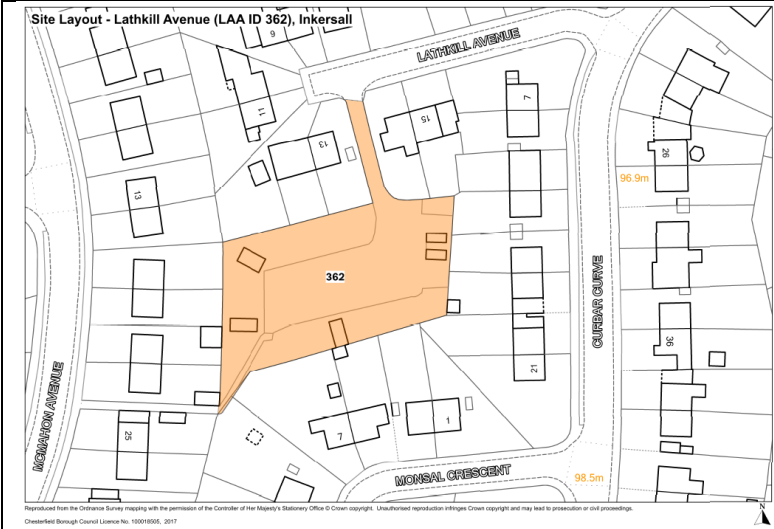 Site Layout - Lathkill Avenue (LAA ID 362), Inkersall
9
LATHKILL AVENUE
11
7
15
13
26
13
96.9m
362
CURBAR CURVE
36
MCMAHON AVENUE
21
25
7
1
MONSAL CRESCENT
98.5m
Reproduced from the Ordnance Survey mapping with the permission of the Controller of Her Majesty's Stationery Office © Crown copyright. Unauthorised reproduction infringes Crown copyright and may lead to prosecution or civil proceedings.
Chesterfield Borough Council Licence No. 100018505, 2017
N